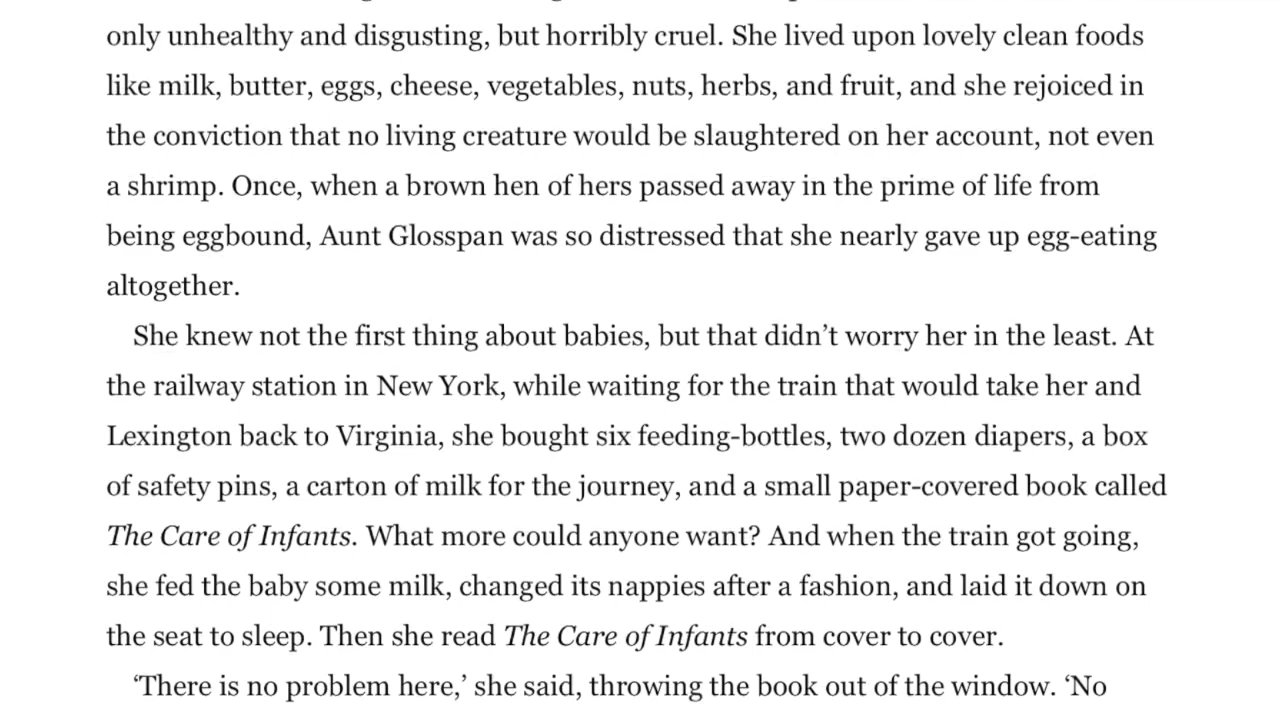 only unhealthy and disgusting, but horribly cruel. She lived upon lovely clean foods
like milk, butter, eggs, cheese, vegetables, nuts, herbs, and fruit, and she rejoiced in
the conviction that no living creature would be slaughtered on her account, not even
a shrimp. Once, when a brown hen of hers passed away in the prime of life from
being eggbound, Aunt Glosspan was so distressed that she nearly gave up egg-eating
altogether.
She knew not the first thing about babies, but that didn’t worry her in the least. At
the railway station in New York, while waiting for the train that would take her and
Lexington back to Virginia, she bought six feeding-bottles, two dozen diapers, a box
of safety pins, a carton of milk for the journey, and a small paper-covered book called
The Care of Infants. What more could anyone want? And when the train got going,
she fed the baby some milk, changed its nappies after a fashion, and laid it down on
the seat to sleep. Then she read The Care of Infants from cover to cover.
‘There is no problem here,’ she said, throwing the book out of the window. ‘No